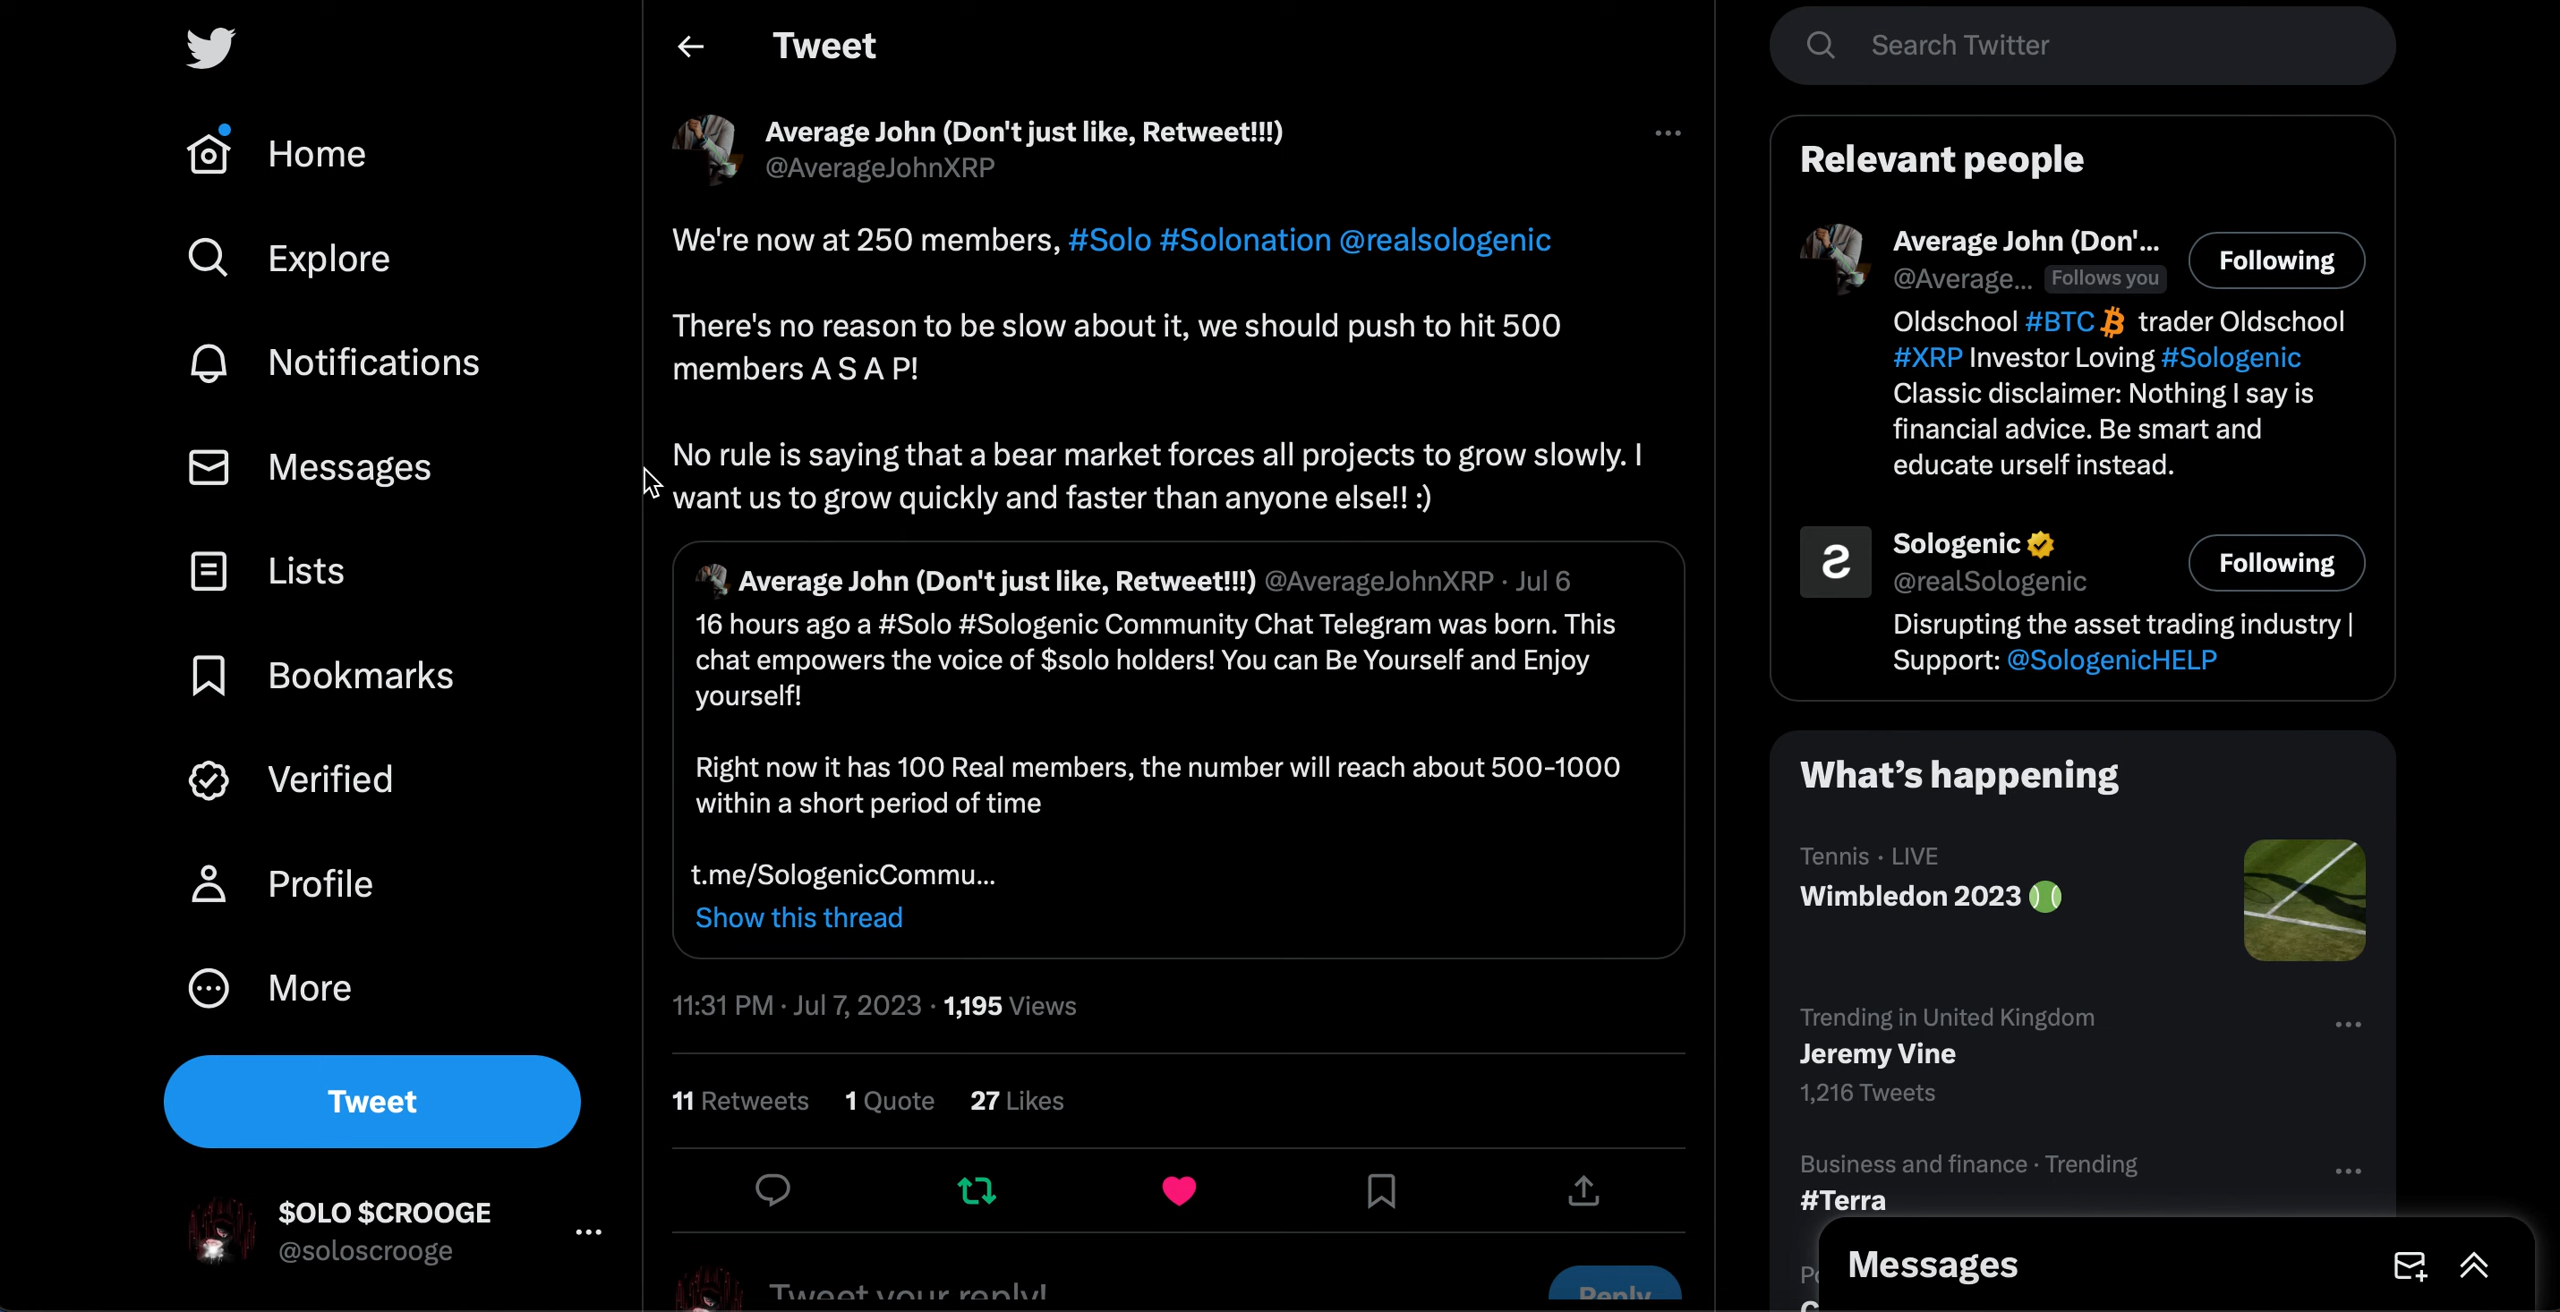 Home
Explore
Notifications
Messages
Lists
Bookmarks
Verified
Profile
More
Tweet
$OLO $CROOGE
@soloscrooge
Tweet
Average John (Don't just like, Retweet!!!)
@AverageJohnXRP
We're now at 250 members, #Solo #Solonation @realsologenic
There's no reason to be slow about it, we should push to hit 500
members A S A P!
No rule is saying that a bear market forces all projects to grow slowly. I
want us to grow quickly and faster than anyone else!! :)
Average John (Don't just like, Retweet!!!) @AverageJohnXRP · Jul 6
16 hours ago a #Solo #Sologenic Community Chat Telegram was born. This
chat empowers the voice of $solo holders! You can Be Yourself and Enjoy
yourself!
Right now it has 100 Real members, the number will reach about 500-1000
within a short period of time
t.me/SologenicCommu...
Show this thread
11:31 PM · Jul 7, 2023 · 1,195 Views
11 Retweets 1 Quote 27 Likes
Tweet your reply!
Reply
Search Twitter
Relevant people
Average John (Don'...
@Average... Follows you
Following
Oldschool #BTC trader Oldschool
#XRP Investor Loving #Sologenic
Classic disclaimer: Nothing I say is
financial advice. Be smart and
educate urself instead.
Sologenic
@realSologenic
Following
Disrupting the asset trading industry |
Support: @SologenicHELP
What's happening
Tennis · LIVE
Wimbledon 2023
Trending in United Kingdom
Jeremy Vine
1,216 Tweets
Business and finance · Trending
#Terra
Messages